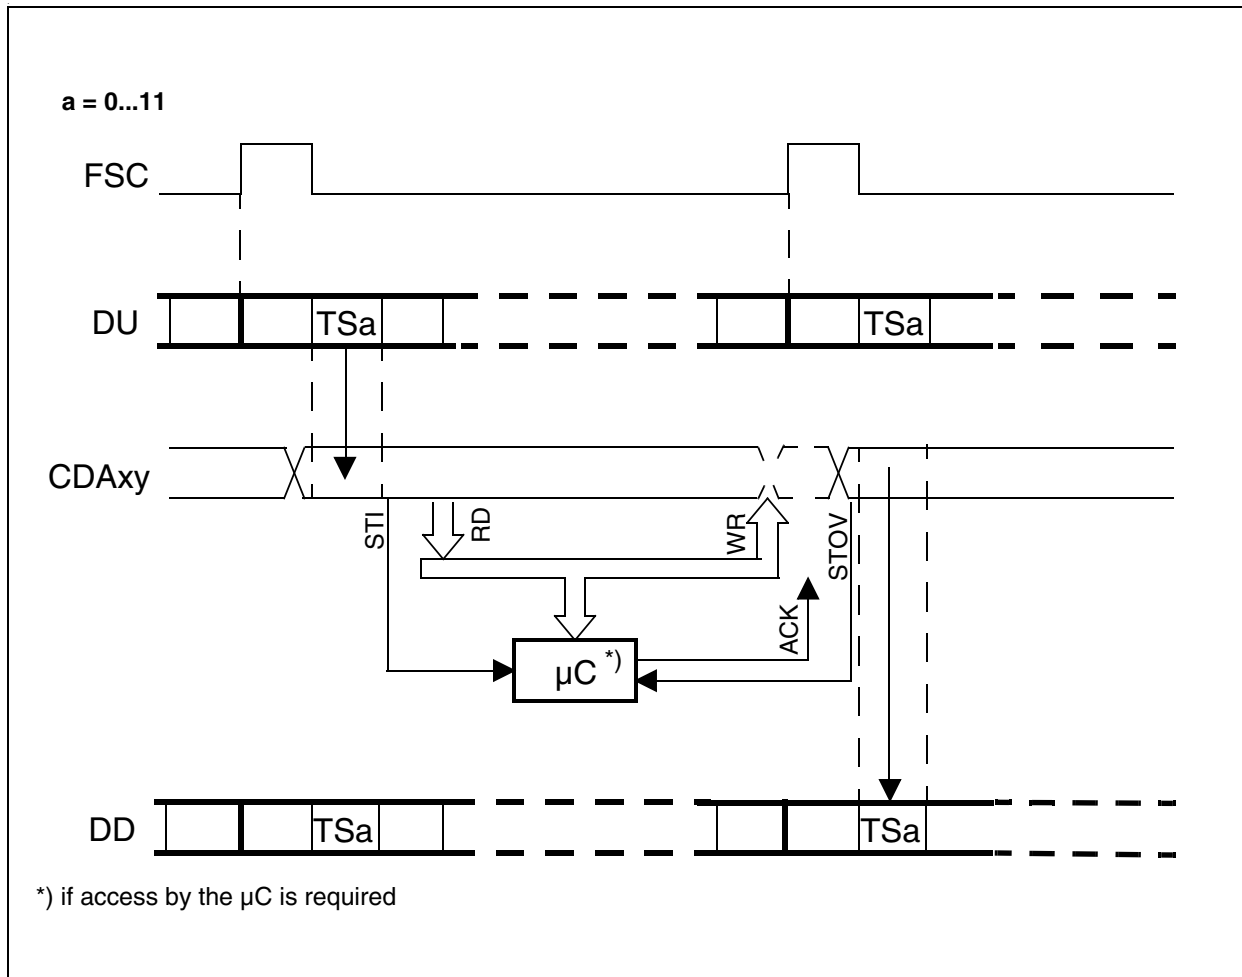 a = 0...11
FSC
DU
TSa
TSa
CDAxy
STI
RD
WR
STOV
ACK
µC *)
DD
TSa
TSa
*) if access by the µC is required